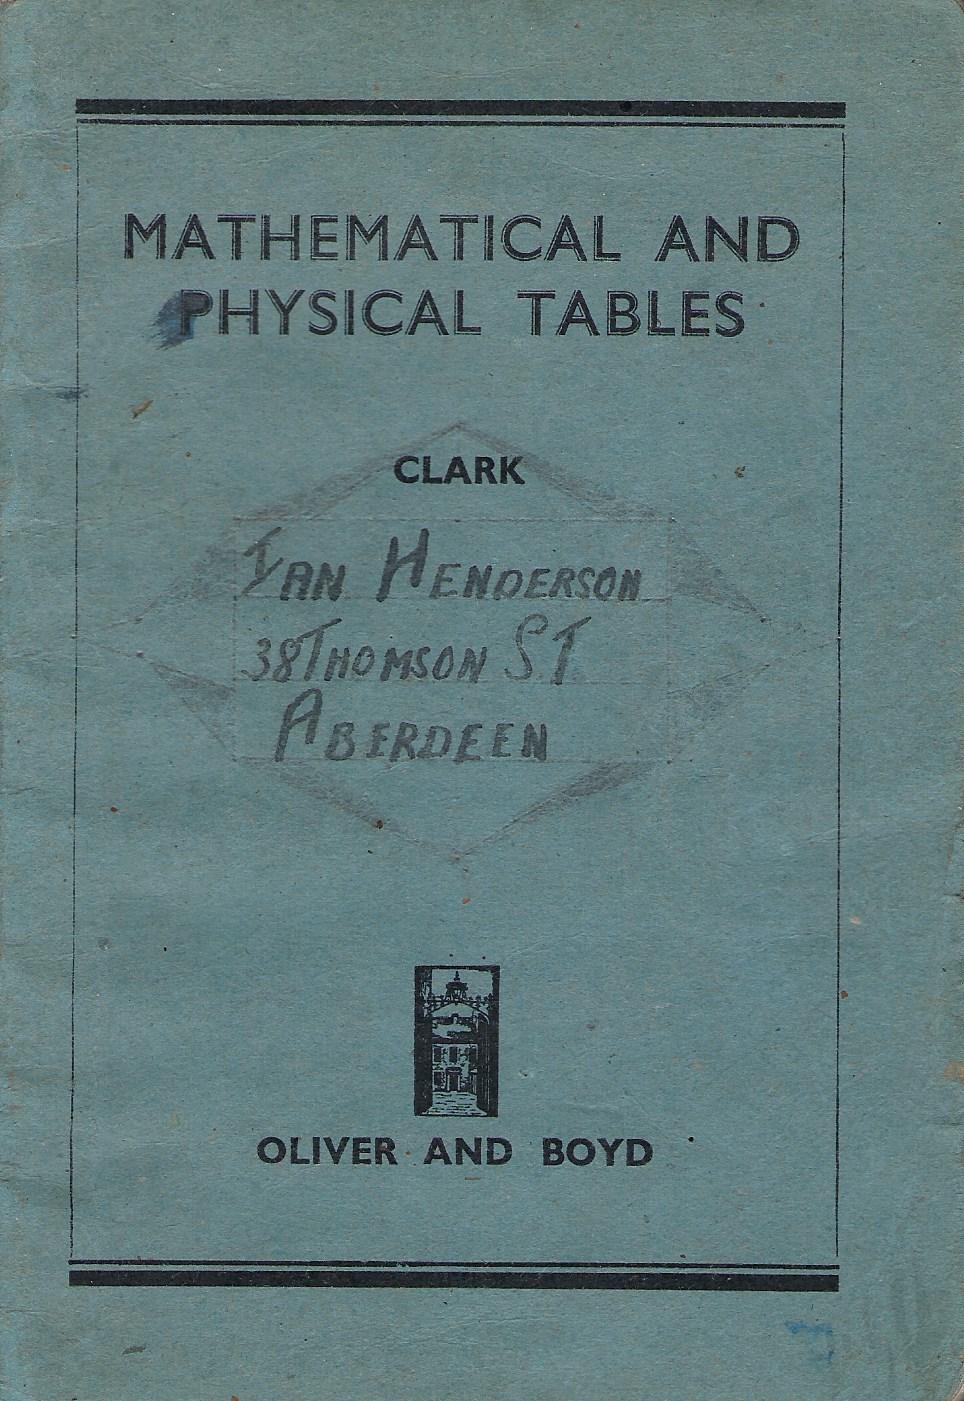 MATHEMATICAL AND
PHYSICAL TABLES
CLARK
IAN HENDERSON
38 THOMSON ST
ABERDEEN
OLIVER AND BOYD